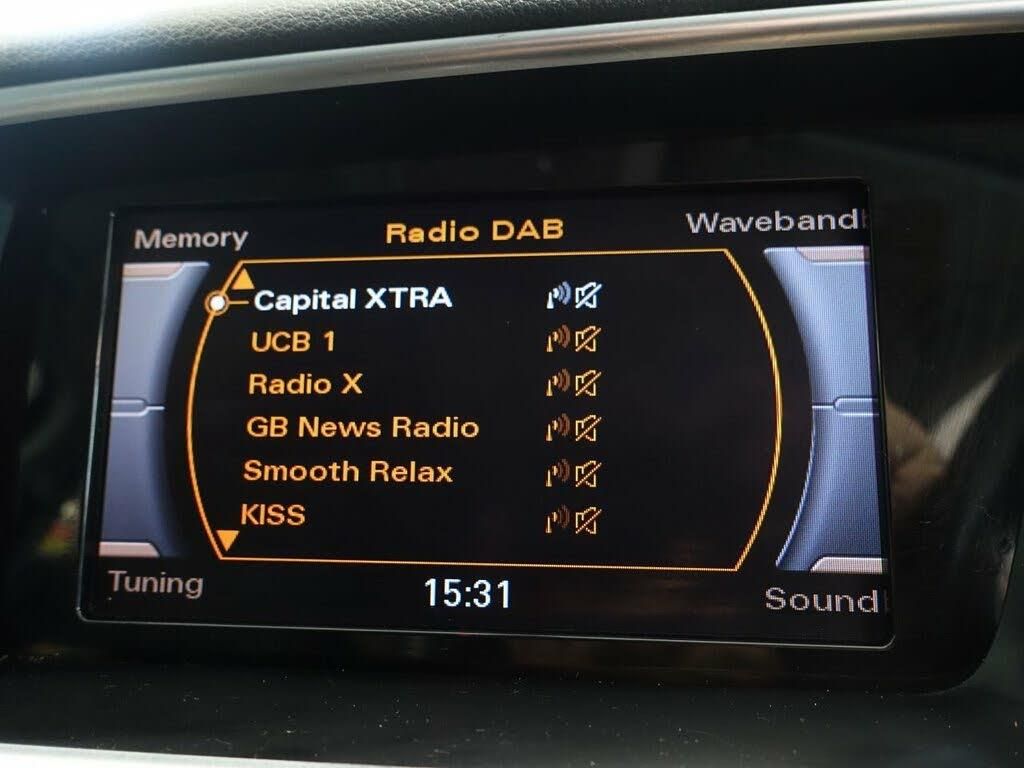 Memory
Radio DAB
Waveband
Capital XTRA
UCB 1
Radio X
GB News Radio
Smooth Relax
KISS
Tuning
15:31
Sound